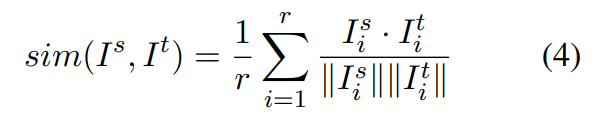 $sim(I^s, I^t) = \frac{1}{r} \sum_{i=1}^{r} \frac{I_i^s \cdot I_i^t}{\|I_i^s\| \|I_i^t\|}$ (4)